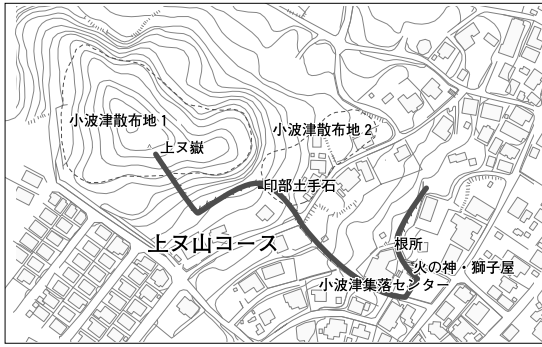 小波津散布地1
小波津散布地2
上ヌ嶽
印部土手石
上ヌ山コース
根所
火の神・獅子屋
小波津集落センター